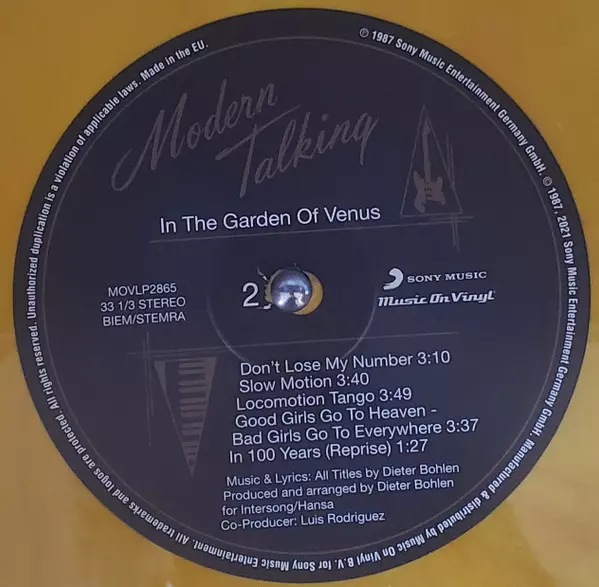 Modern
Talking
In The Garden Of Venus
MOVLP2865
33 1/3 STEREO
BIEM/STEMRA
2
SONY MUSIC
Music On Vinyl
Don't Lose My Number 3:10
Slow Motion 3:40
Locomotion Tango 3:49
Good Girls Go To Heaven -
Bad Girls Go To Everywhere 3:37
In 100 Years (Reprise) 1:27
Music & Lyrics: All Titles by Dieter Bohlen
Produced and arranged by Dieter Bohlen
for Intersong/Hansa
Co-Producer: Luis Rodriguez
℗ 1987 Sony Music Entertainment Germany GmbH. © 1987, 2021 Sony Music Entertainment Germany GmbH. Manufactured & distributed by Music On Vinyl B.V. for Sony Music Entertainment. All trademarks and logos are protected. All rights reserved. Unauthorized duplication is a violation of applicable laws. Made in the EU.